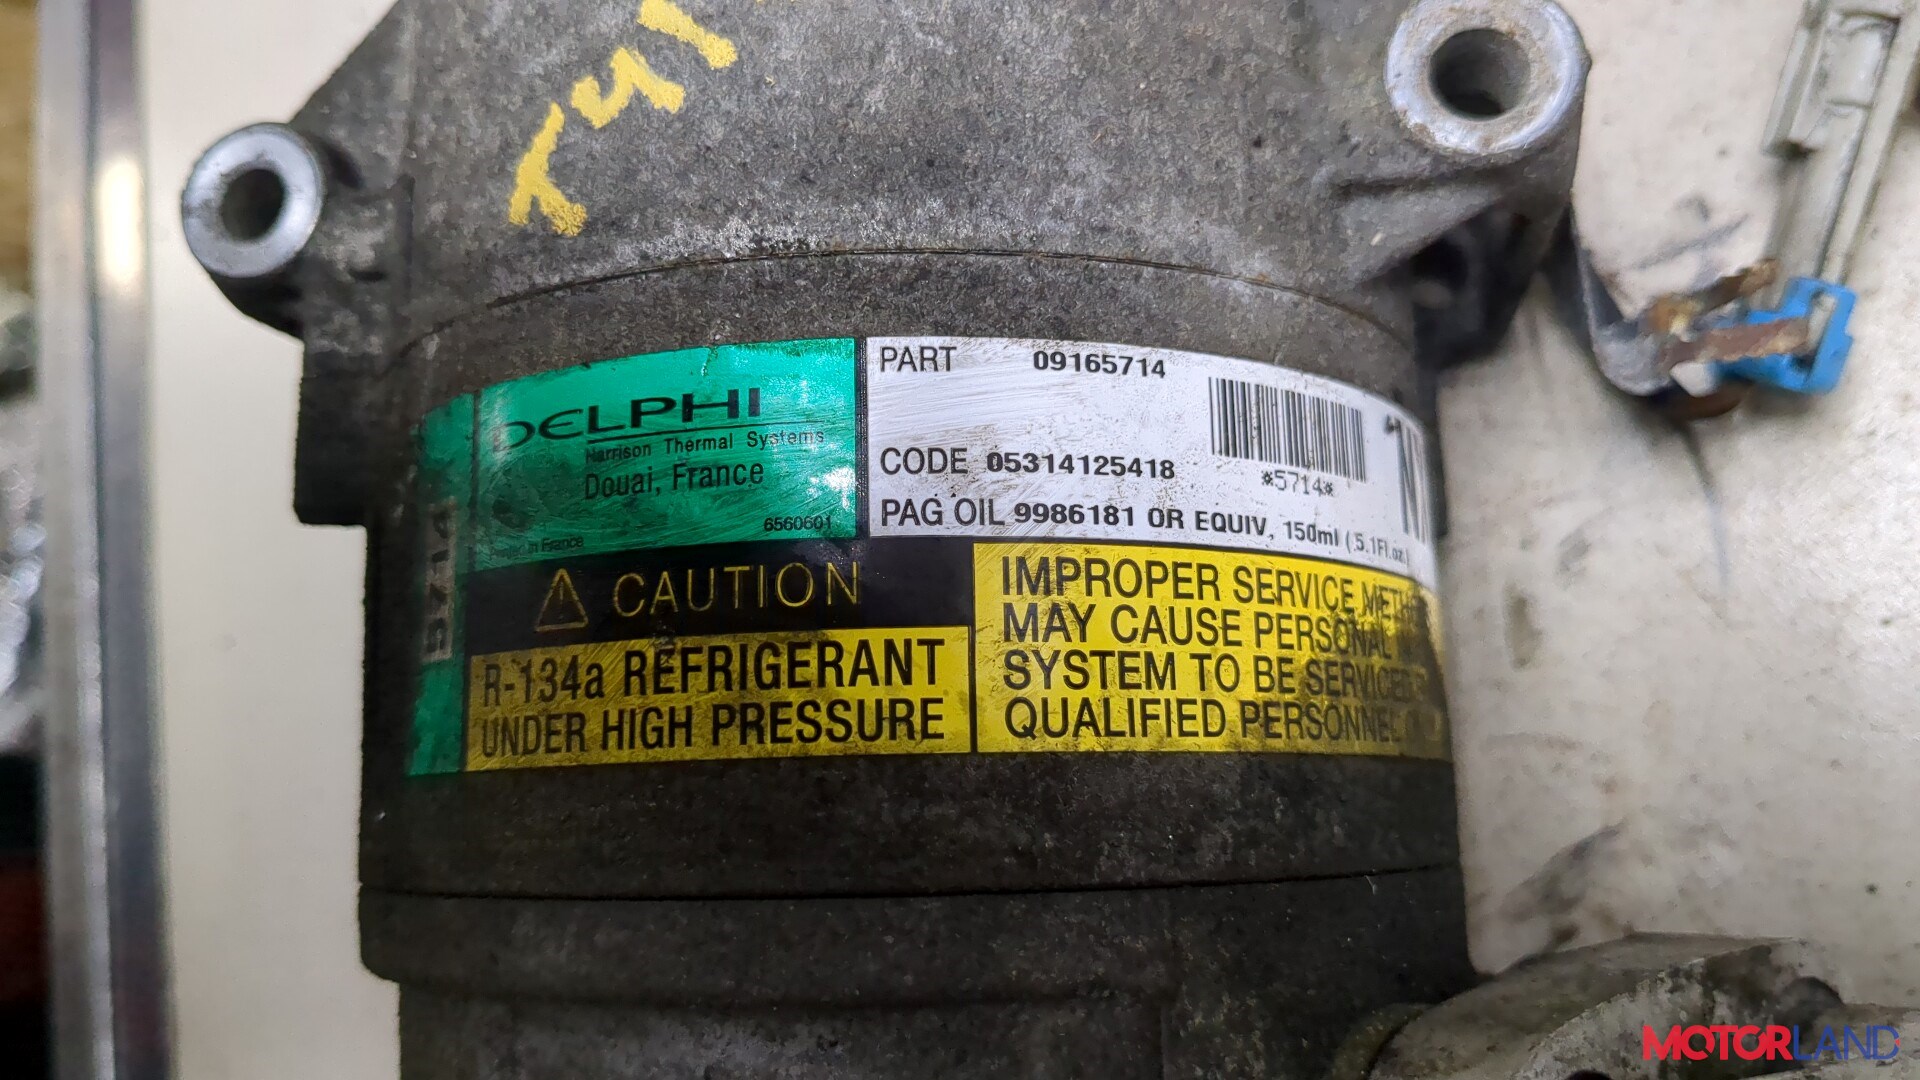 T41
DELPHI
Harrison Thermal Systems
Douai, France
6560601
Printed in France
5714
PART 09165714
CODE 05314125418
*5714*
PAG OIL 9986181 OR EQUIV, 150ml (5.1Fl.oz.)
CAUTION
R-134a REFRIGERANT
UNDER HIGH PRESSURE
IMPROPER SERVICE
MAY CAUSE PERSONAL
SYSTEM TO BE SERVICED
QUALIFIED PERSONNEL
MOTORLAND